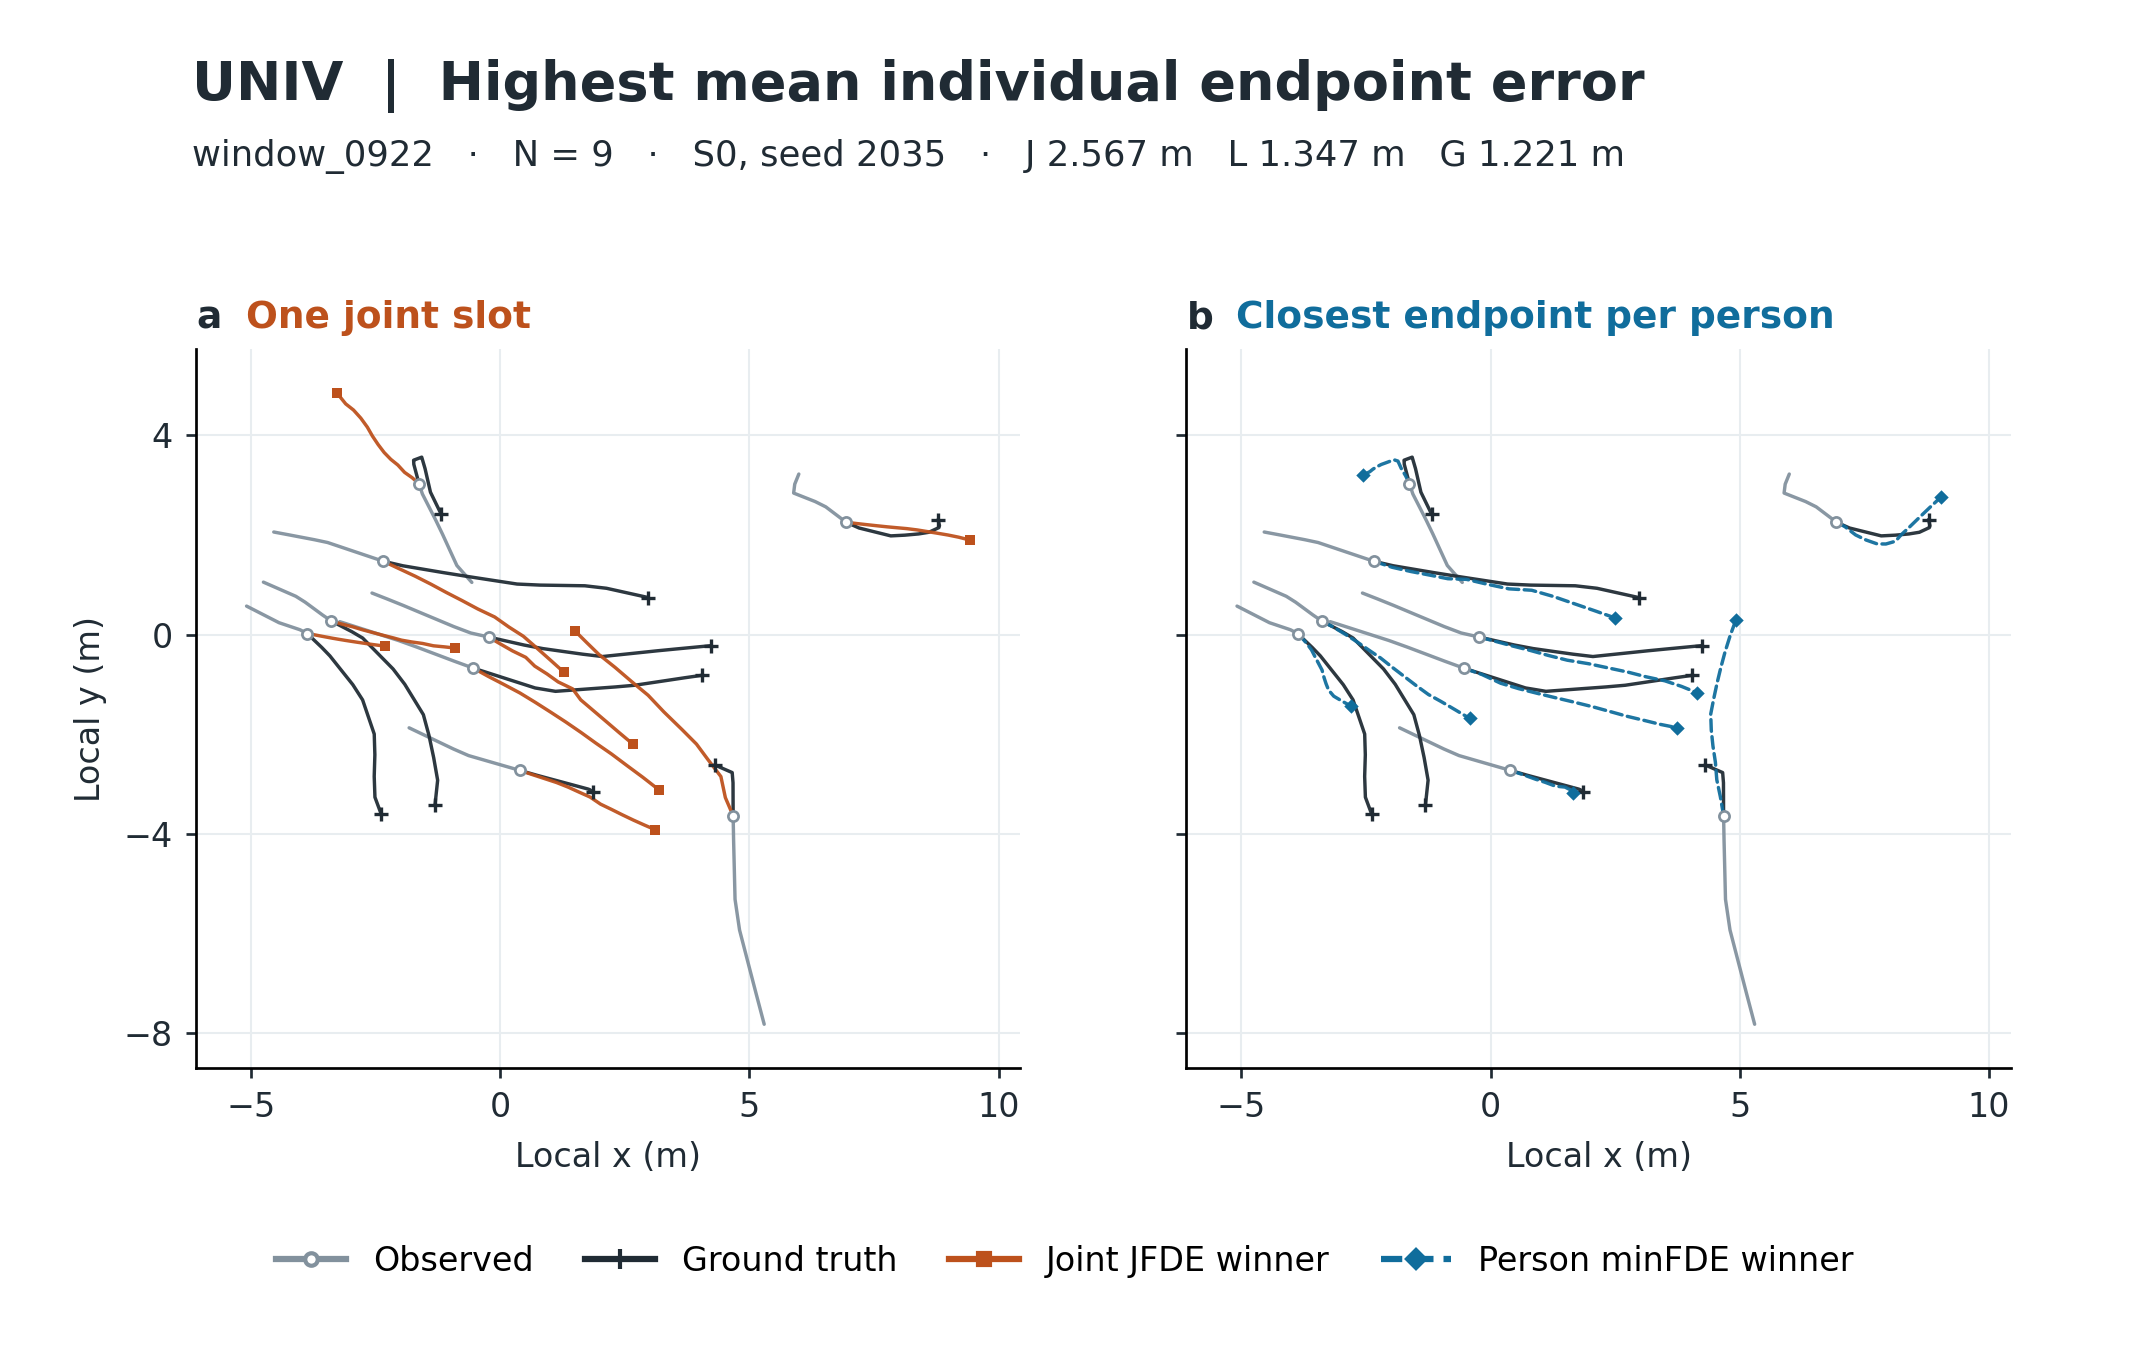 UNIV | Highest mean individual endpoint error
window_0922 · N = 9 · S0, seed 2035 · J 2.567 m L 1.347 m G 1.221 m
a One joint slot
b Closest endpoint per person
4
0
−4
−8
Local y (m)
−5 0 5 10
−5 0 5 10
Local x (m)
Local x (m)
Observed Ground truth Joint JFDE winner Person minFDE winner